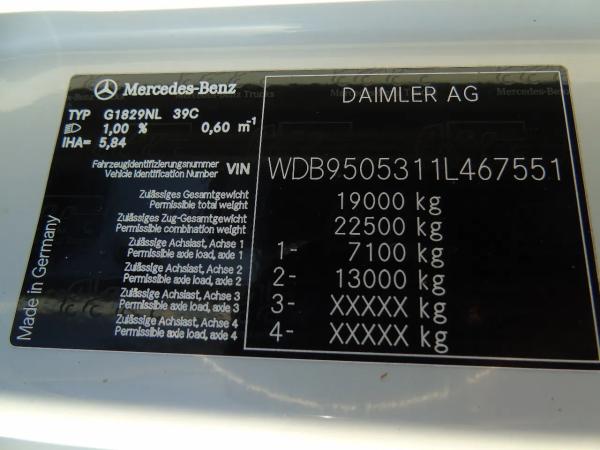 Mercedes-Benz
DAIMLER AG
TYP G1829NL 39C
1,00 % 0,60 m⁻¹
IHA= 5,84
Fahrzeugidentifizierungsnummer
Vehicle Identification Number VIN WDB9505311L467551
Zulässiges Gesamtgewicht
Permissible total weight 19000 kg
Zulässiges Zug-Gesamtgewicht
Permissible combination weight 22500 kg
Zulässige Achslast, Achse 1
Permissible axle load, axle 1 1- 7100 kg
Zulässige Achslast, Achse 2
Permissible axle load, axle 2 2- 13000 kg
Zulässige Achslast, Achse 3
Permissible axle load, axle 3 3- XXXXX kg
Zulässige Achslast, Achse 4
Permissible axle load, axle 4 4- XXXXX kg
Made in Germany